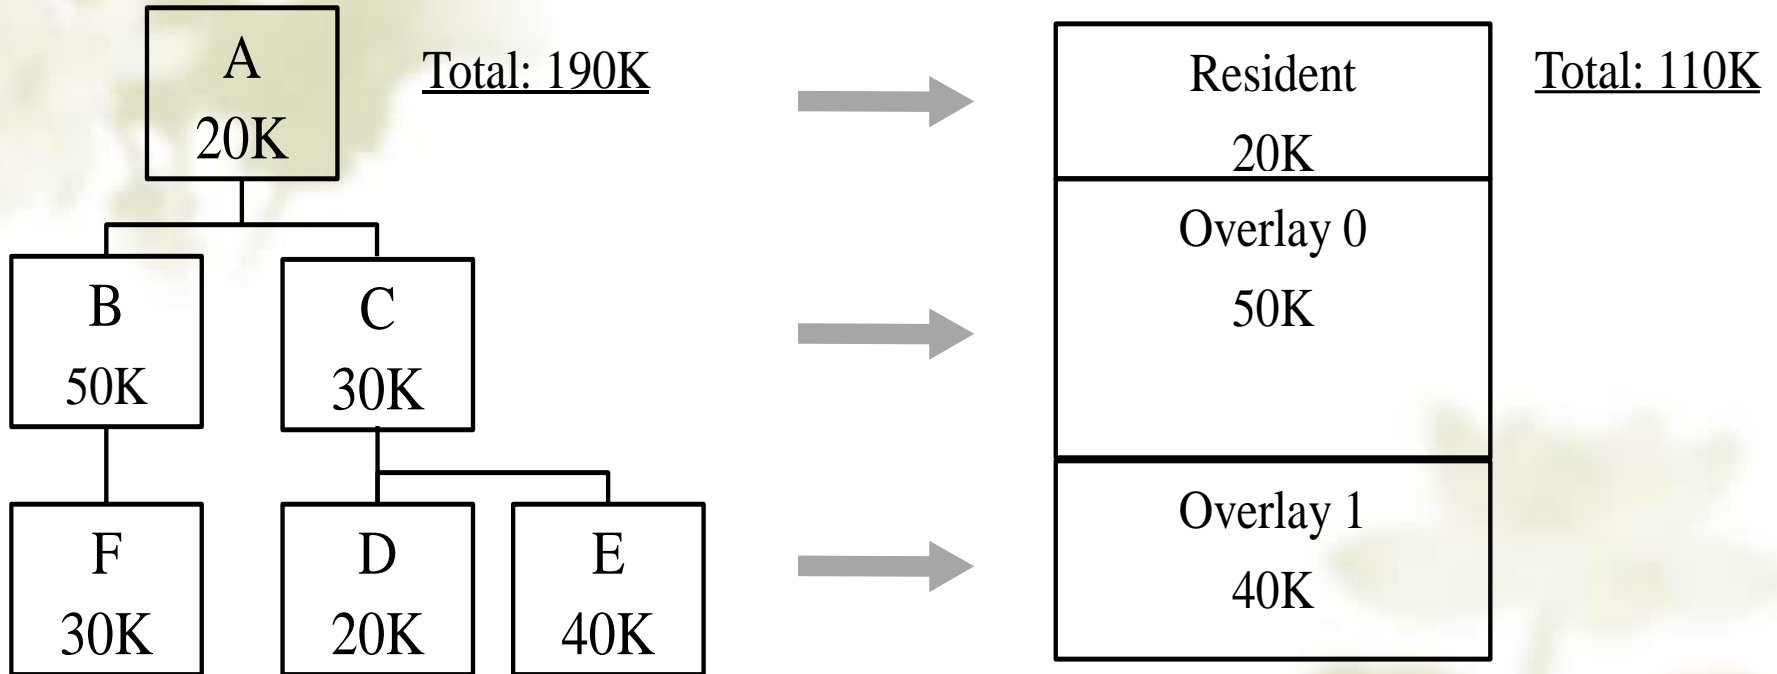 A
20K
Total: 190K
B
50K
C
30K
F
30K
D
20K
E
40K
Resident
20K
Total: 110K
Overlay 0
50K
Overlay 1
40K